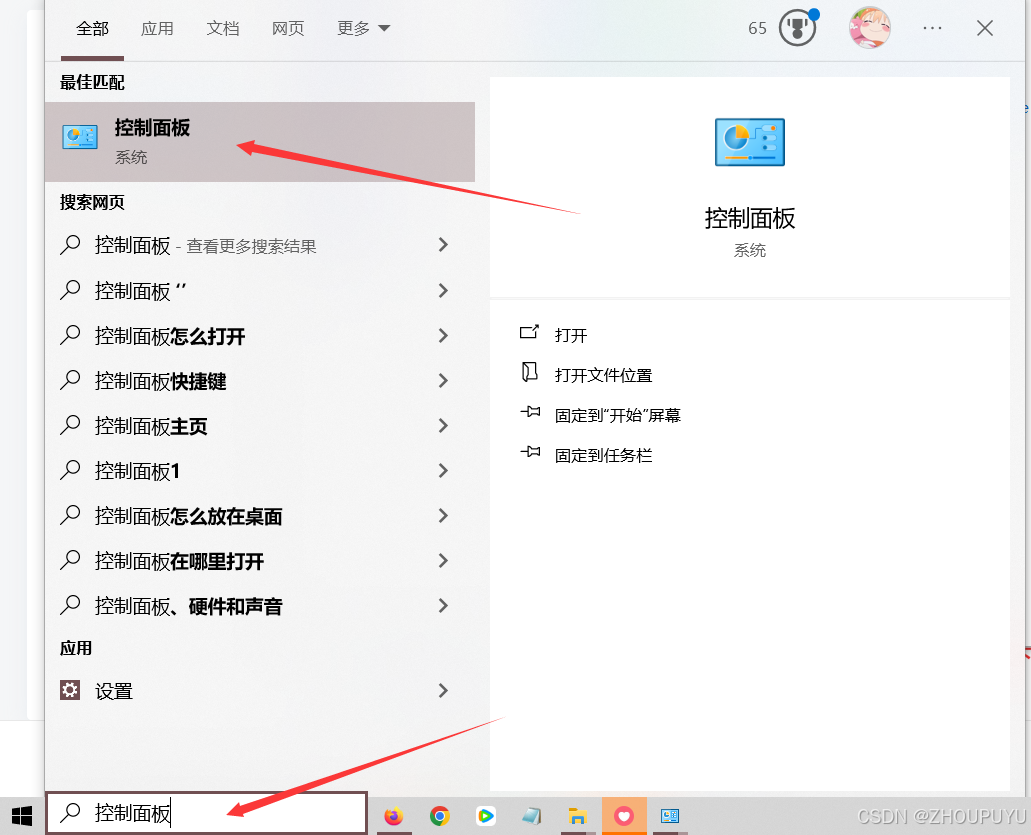 全部 应用 文档 网页 更多 65 ...
最佳匹配
控制面板
系统
搜索网页
控制面板 - 查看更多搜索结果
控制面板 ‘’
控制面板怎么打开
控制面板快捷键
控制面板主页
控制面板1
控制面板怎么放在桌面
控制面板在哪里打开
控制面板、硬件和声音
应用
设置
控制面板
系统
打开
打开文件位置
固定到“开始”屏幕
固定到任务栏
控制面板
CSDN @ZHOUPUYU